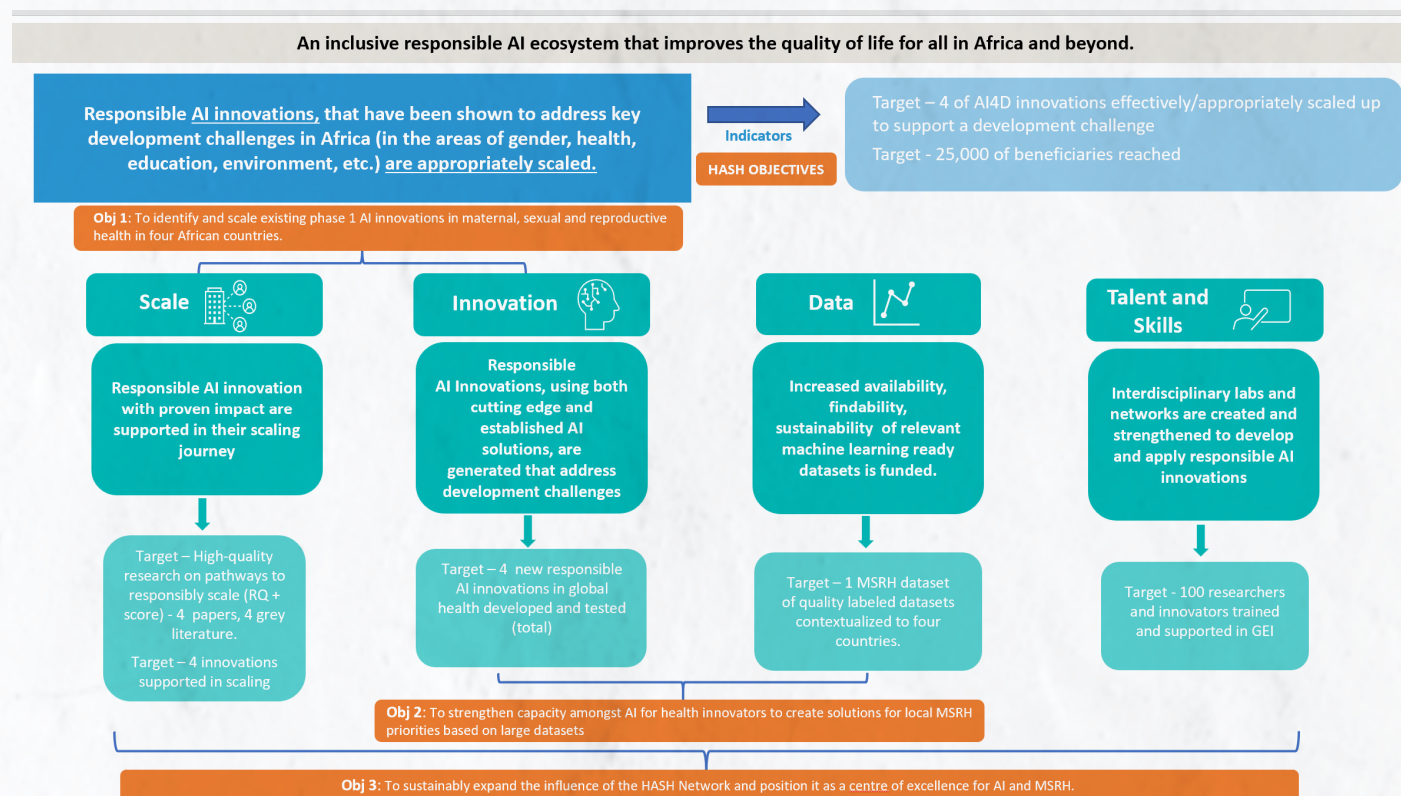 An inclusive responsible AI ecosystem that improves the quality of life for all in Africa and beyond.
Responsible AI innovations, that have been shown to address key
development challenges in Africa (in the areas of gender, health,
education, environment, etc.) are appropriately scaled.
Indicators
HASH OBJECTIVES
Target – 4 of AI4D innovations effectively/appropriately scaled up
to support a development challenge
Target - 25,000 of beneficiaries reached
Obj 1: To identify and scale existing phase 1 AI innovations in maternal, sexual and reproductive
health in four African countries.
Scale
Responsible AI innovation
with proven impact are
supported in their scaling
journey
Target – High-quality
research on pathways to
responsibly scale (RQ +
score) - 4 papers, 4 grey
literature.
Target – 4 innovations
supported in scaling
Innovation
Responsible
AI Innovations, using both
cutting edge and
established AI
solutions, are
generated that address
development challenges
Target – 4 new responsible
AI innovations in global
health developed and tested
(total)
Data
Increased availability,
findability,
sustainability of relevant
machine learning ready
datasets is funded.
Target – 1 MSRH dataset
of quality labeled datasets
contextualized to four
countries.
Talent and
Skills
Interdisciplinary labs and
networks are created and
strengthened to develop
and apply responsible AI
innovations
Target - 100 researchers
and innovators trained
and supported in GEI
Obj 2: To strengthen capacity amongst AI for health innovators to create solutions for local MSRH
priorities based on large datasets
Obj 3: To sustainably expand the influence of the HASH Network and position it as a centre of excellence for AI and MSRH.